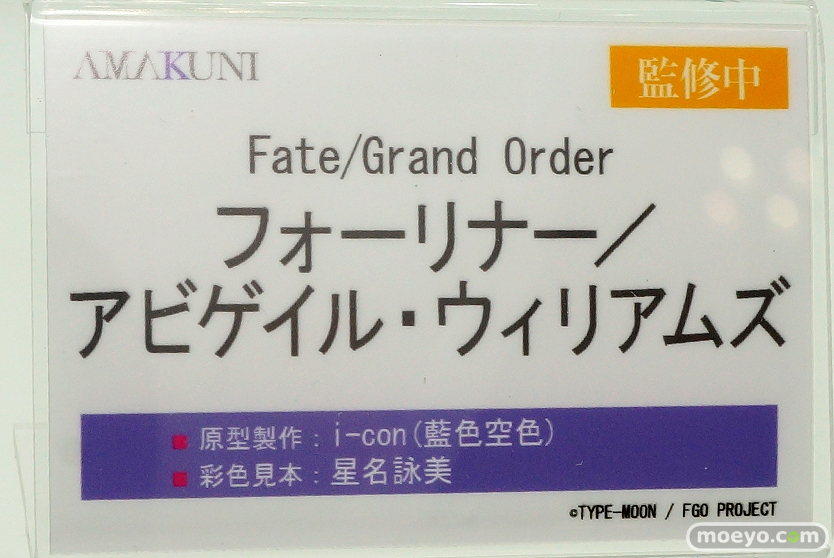 AMAKUNI
監修中
Fate/Grand Order
フォーリナー／
アビゲイル・ウィリアムズ
■ 原型製作：i-con(藍色空色)
■ 彩色見本：星名詠美
©TYPE-MOON / FGO PROJECT
moeyo.com